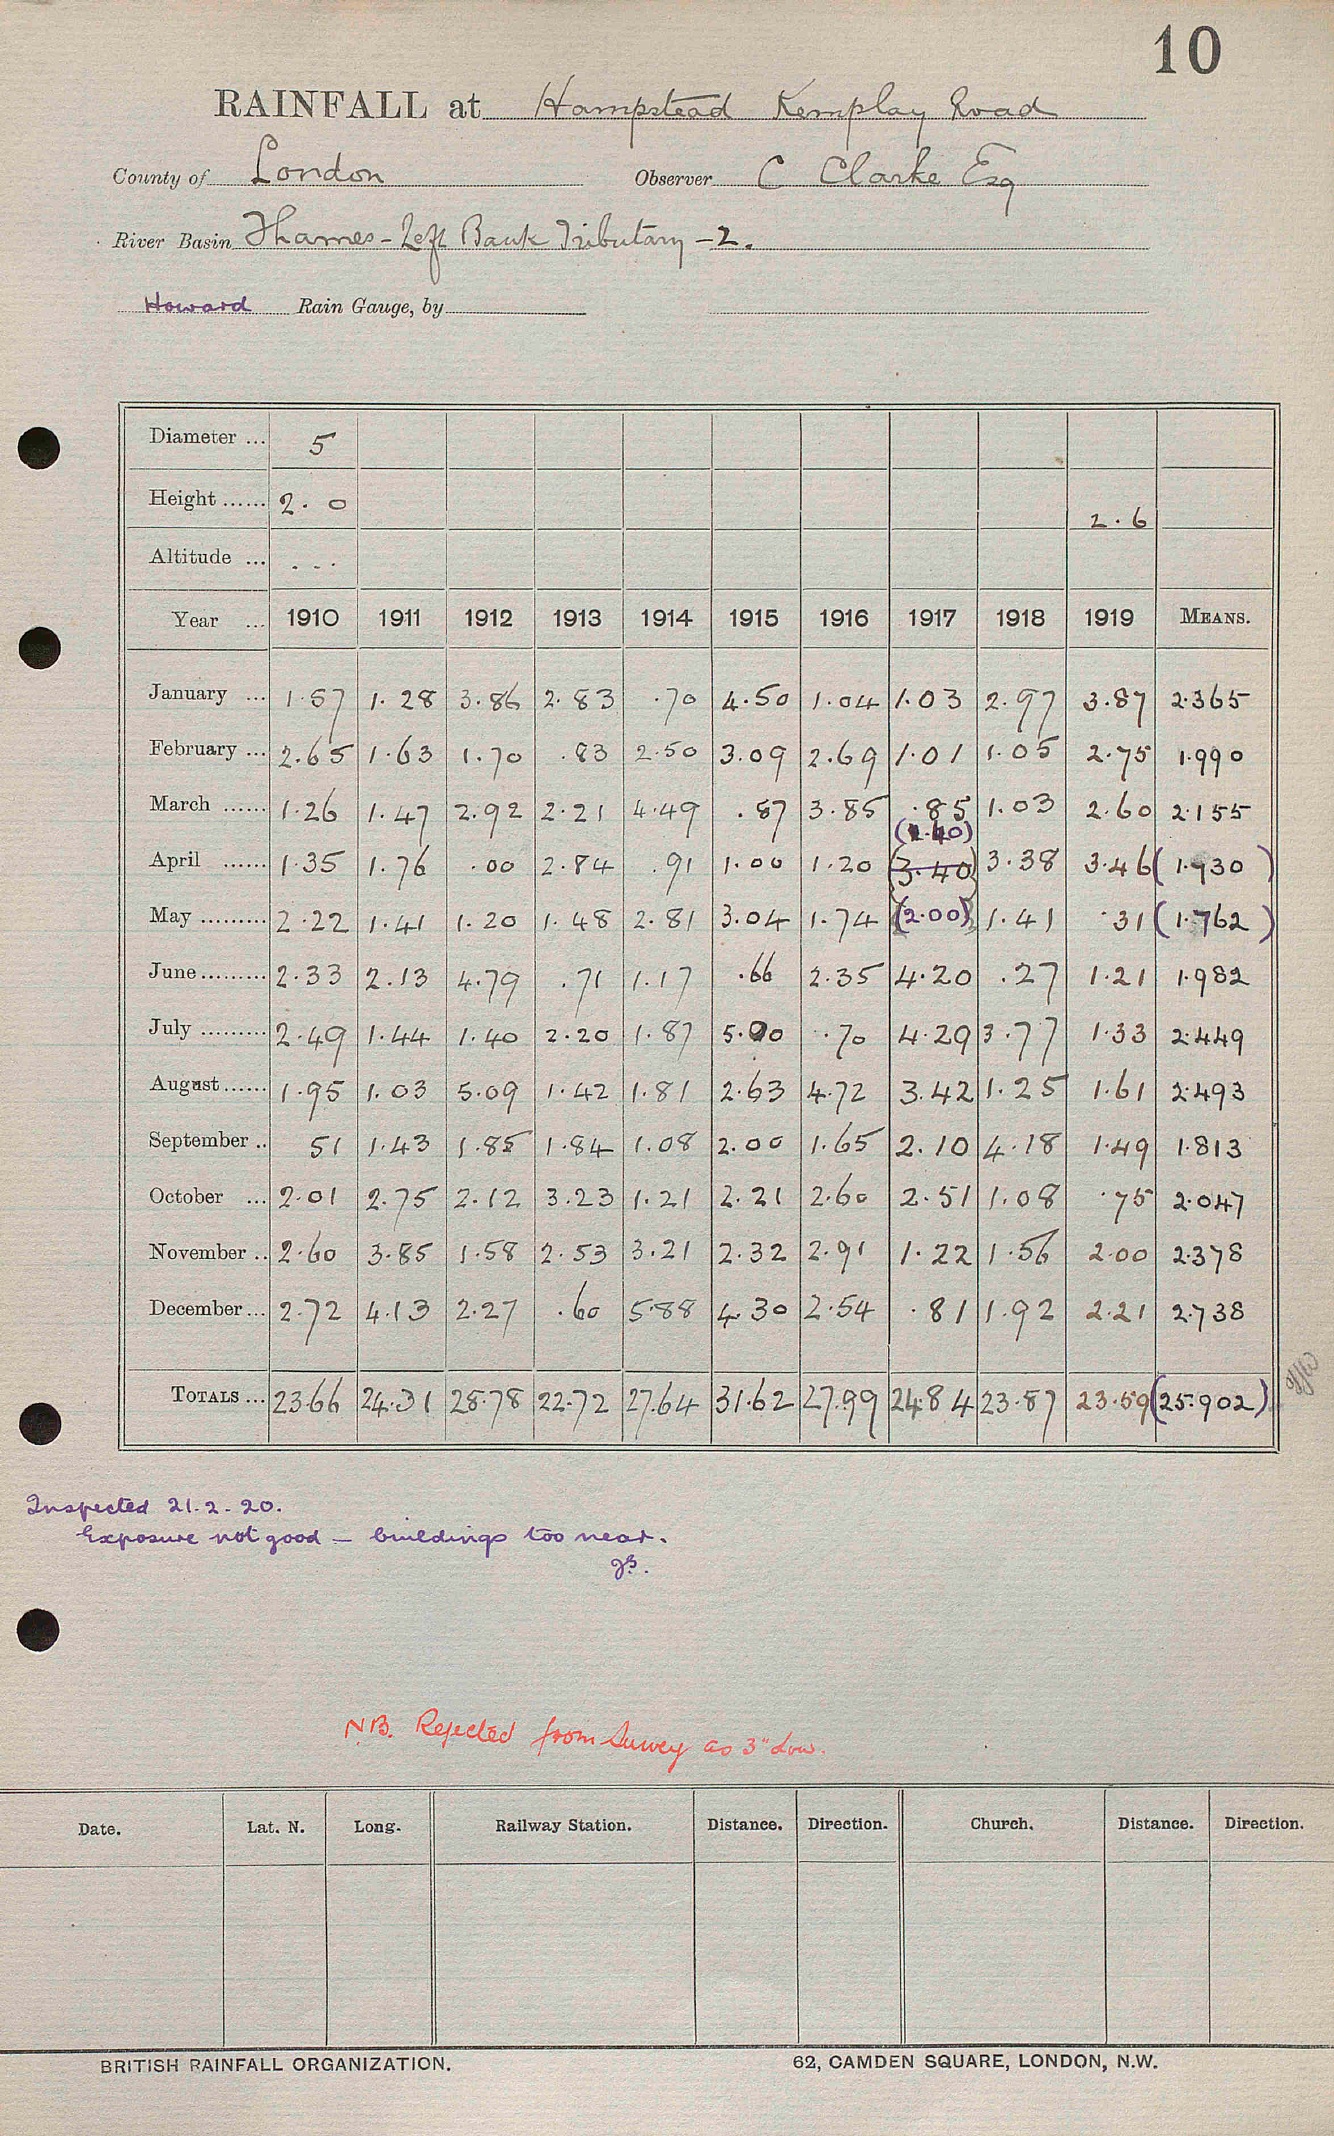 10
RAINFALL at Hampstead Kemplay Road
County of London Observer C Clarke Esq
River Basin Thames - Left Bank Tributary - 2.
Howard Rain Gauge, by
Diameter ... 5
Height ...... 2. 0 2.6
Altitude ... ...
Year ... 1910 1911 1912 1913 1914 1915 1916 1917 1918 1919 MEANS.
January ... 1.57 1.28 3.86 2.83 .70 4.50 1.04 1.03 2.97 3.87 2.365
February ... 2.65 1.63 1.70 .83 2.50 3.09 2.69 1.01 1.05 2.75 1.990
March ...... 1.26 1.47 2.92 2.21 4.49 .87 3.85 .85 1.03 2.60 2.155
(1.40)
April ...... 1.35 1.76 .00 2.84 .91 1.00 1.20 (3.40) 3.38 3.46 (1.730)
May ......... 2.22 1.41 1.20 1.48 2.81 3.04 1.74 (2.00) 1.41 .31 (1.762)
June ......... 2.33 2.13 4.79 .71 1.17 .66 2.35 4.20 .27 1.21 1.982
July ......... 2.49 1.44 1.40 2.20 1.87 5.00 .70 4.29 3.77 1.33 2.449
August ...... 1.95 1.03 5.09 1.42 1.81 2.63 4.72 3.42 1.25 1.61 2.493
September .. 51 1.43 1.85 1.84 1.08 2.00 1.65 2.10 4.18 1.49 1.813
October ... 2.01 2.75 2.12 3.23 1.21 2.21 2.60 2.51 1.08 .75 2.047
November .. 2.60 3.85 1.58 2.53 3.21 2.32 2.91 1.22 1.56 2.00 2.378
December ... 2.72 4.13 2.27 .60 5.88 4.30 2.54 .81 1.92 2.21 2.738
TOTALS ... 23.66 24.31 28.78 22.72 27.64 31.62 27.99 24.84 23.87 23.59 (25.902)
Inspected 21.2.20.
Exposure not good - buildings too near.
N.B. Rejected from Survey as 3" Low.
Date. Lat. N. Long. Railway Station. Distance. Direction. Church. Distance. Direction.
BRITISH RAINFALL ORGANIZATION. 62, CAMDEN SQUARE, LONDON, N.W.